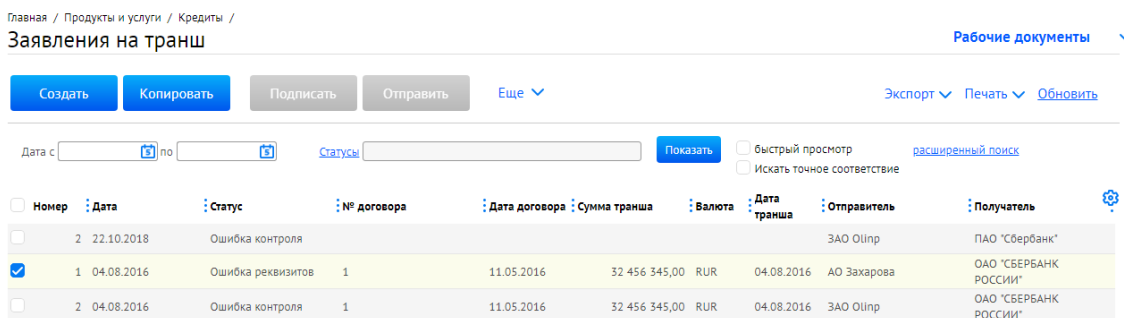 Главная / Продукты и услуги / Кредиты /
Заявления на транш
Рабочие документы
Создать Копировать Подписать Отправить Еще Экспорт Печать Обновить
Дата с по Статусы Показать быстрый просмотр расширенный поиск
Искать точное соответствие
Номер Дата Статус № договора Дата договора Сумма транша Валюта Дата транша Отправитель Получатель
2 22.10.2018 Ошибка контроля ЗАО Olinp ПАО "Сбербанк"
1 04.08.2016 Ошибка реквизитов 1 11.05.2016 32 456 345,00 RUR 04.08.2016 АО Захарова ОАО "СБЕРБАНК РОССИИ"
2 04.08.2016 Ошибка контроля 1 11.05.2016 32 456 345,00 RUR 04.08.2016 ЗАО Olinp ОАО "СБЕРБАНК РОССИИ"